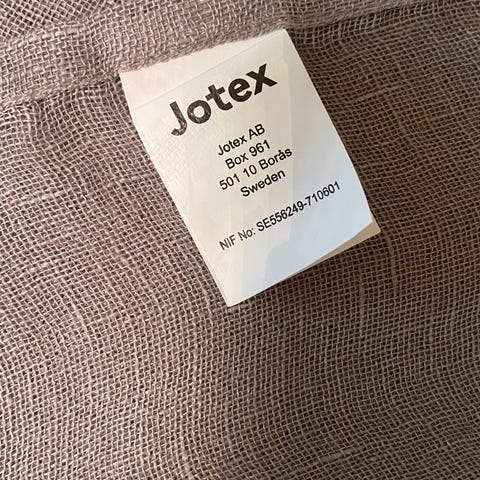 Jotex
Jotex AB
Box 961
501 10 Borås
Sweden
NIF No: SE556249-710601